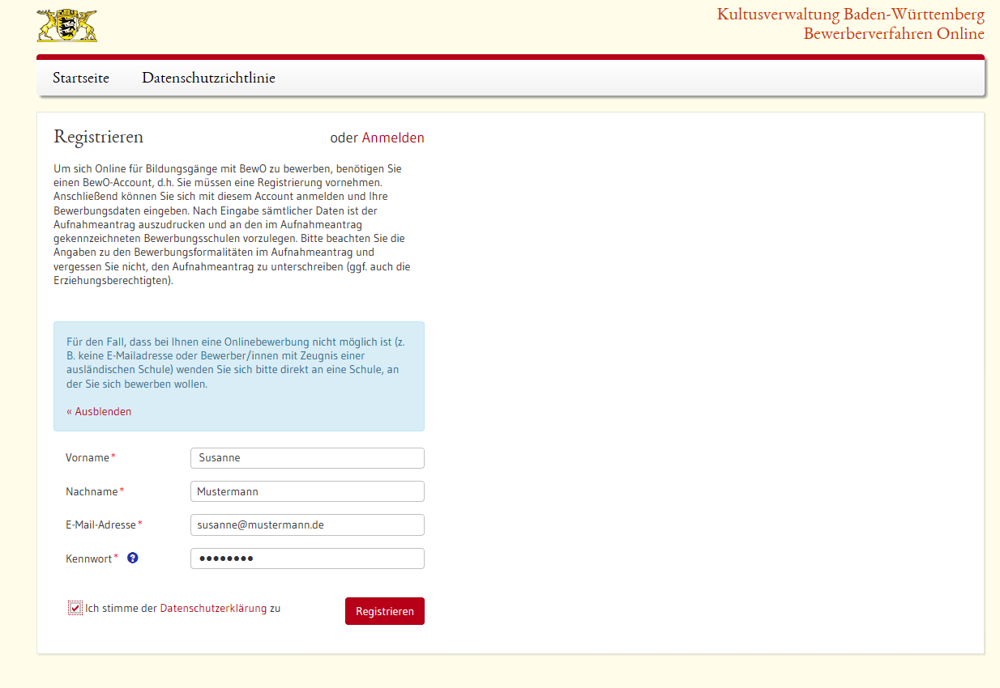 Kultusverwaltung Baden-Württemberg
Bewerberverfahren Online
Startseite Datenschutzrichtlinie
Registrieren oder Anmelden
Um sich Online für Bildungsgänge mit BewO zu bewerben, benötigen Sie
einen BewO-Account, d.h. Sie müssen eine Registrierung vornehmen.
Anschließend können Sie sich mit diesem Account anmelden und Ihre
Bewerbungsdaten eingeben. Nach Eingabe sämtlicher Daten ist der
Aufnahmeantrag auszudrucken und an den im Aufnahmeantrag
gekennzeichneten Bewerbungsschulen vorzulegen. Bitte beachten Sie die
Angaben zu den Bewerbungsformalitäten im Aufnahmeantrag und
vergessen Sie nicht, den Aufnahmeantrag zu unterschreiben (ggf. auch die
Erziehungsberechtigten).
Für den Fall, dass bei Ihnen eine Onlinebewerbung nicht möglich ist (z.
B. keine E-Mailadresse oder Bewerber/innen mit Zeugnis einer
ausländischen Schule) wenden Sie sich bitte direkt an eine Schule, an
der Sie sich bewerben wollen.
« Ausblenden
Vorname* Susanne
Nachname* Mustermann
E-Mail-Adresse* susanne@mustermann.de
Kennwort* ? ●●●●●●●●
Ich stimme der Datenschutzerklärung zu Registrieren